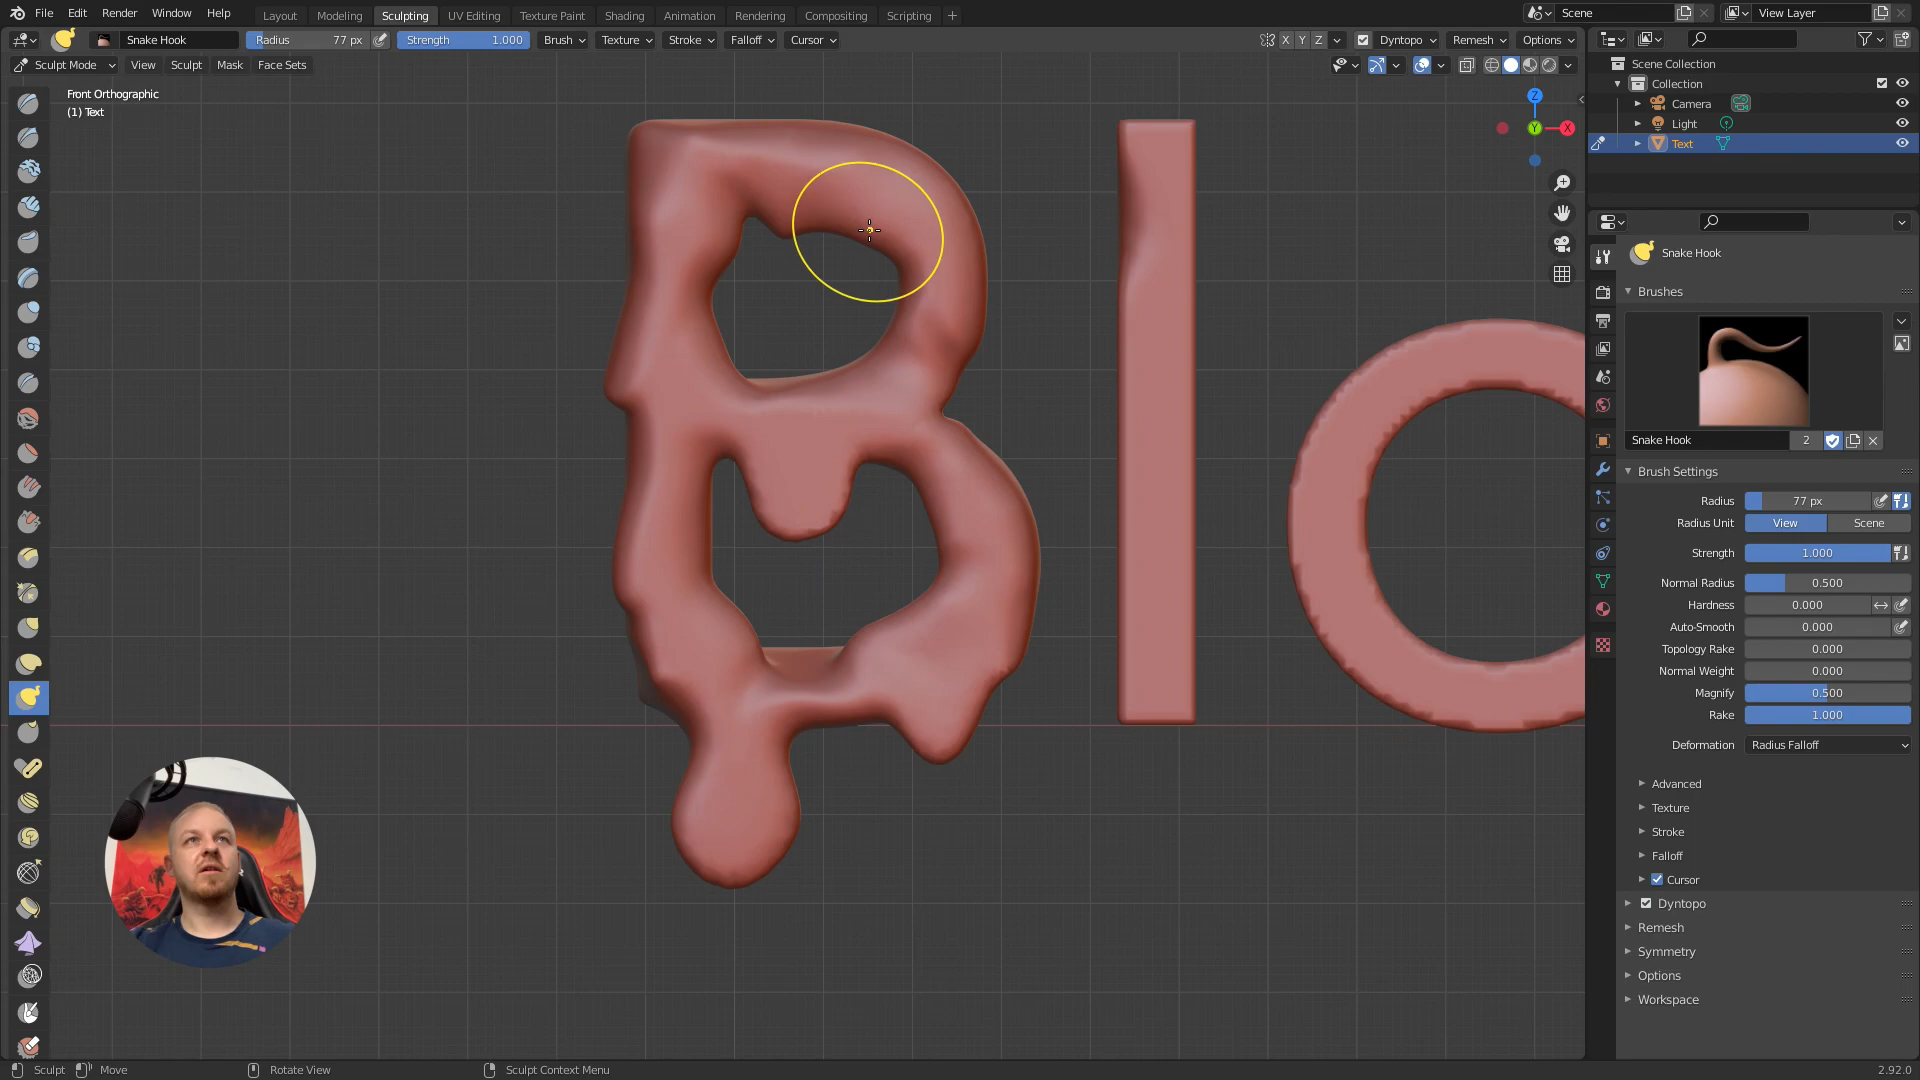 File Edit Render Window Help Layout Modeling Sculpting UV Editing Texture Paint Shading Animation Rendering Compositing Scripting + Scene View Layer
Snake Hook Radius 77 px Strength 1.000 Brush Texture Stroke Falloff Cursor X Y Z Dyntopo Remesh Options
Sculpt Mode View Sculpt Mask Face Sets
Front Orthographic
(1) Text
Z
Y X
Blo
Scene Collection
Collection
Camera
Light
Text
Snake Hook
Brushes
Snake Hook 2
Brush Settings
Radius 77 px
Radius Unit View Scene
Strength 1.000
Normal Radius 0.500
Hardness 0.000
Auto-Smooth 0.000
Topology Rake 0.000
Normal Weight 0.000
Magnify 0.500
Rake 1.000
Deformation Radius Falloff
Advanced
Texture
Stroke
Falloff
Cursor
Dyntopo
Remesh
Symmetry
Options
Workspace
Sculpt Move Rotate View Sculpt Context Menu 2.92.0